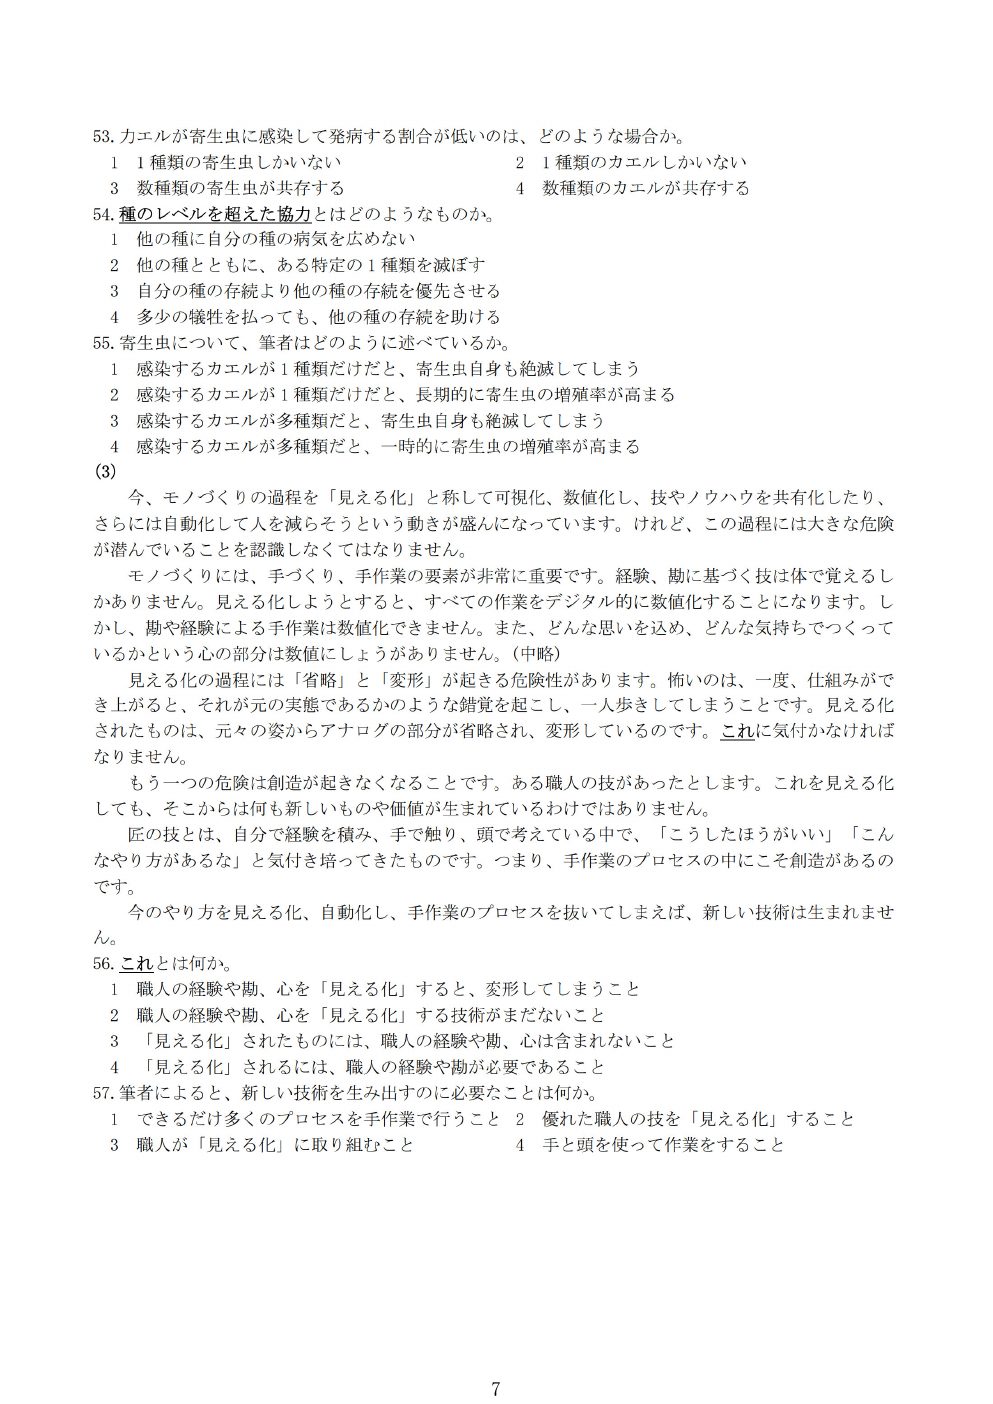 53. カエルが寄生虫に感染して発病する割合が低いのは、どのような場合か。
1 1種類の寄生虫しかいない 2 1種類のカエルしかいない
3 数種類の寄生虫が共存する 4 数種類のカエルが共存する
54. 種のレベルを超えた協力とはどのようなものか。
1 他の種に自分の種の病気を広めない
2 他の種とともに、ある特定の1種類を滅ぼす
3 自分の種の存続より他の種の存続を優先させる
4 多少の犠牲を払っても、他の種の存続を助ける
55. 寄生虫について、筆者はどのように述べているか。
1 感染するカエルが1種類だけだと、寄生虫自身も絶滅してしまう
2 感染するカエルが1種類だけだと、長期的に寄生虫の増殖率が高まる
3 感染するカエルが多種類だと、寄生虫自身も絶滅してしまう
4 感染するカエルが多種類だと、一時的に寄生虫の増殖率が高まる
(3)
今、モノづくりの過程を「見える化」と称して可視化、数値化し、技やノウハウを共有化したり、
さらには自動化して人を減らそうという動きが盛んになっています。けれど、この過程には大きな危険
が潜んでいることを認識しなくてはなりません。
モノづくりには、手づくり、手作業の要素が非常に重要です。経験、勘に基づく技は体で覚えるし
かありません。見える化しようとすると、すべての作業をデジタル的に数値化することになります。し
かし、勘や経験による手作業は数値化できません。また、どんな思いを込め、どんな気持ちでつくって
いるかという心の部分は数値にしょうがありません。(中略)
見える化の過程には「省略」と「変形」が起きる危険性があります。怖いのは、一度、仕組みがで
き上がると、それが元の実態であるかのような錯覚を起こし、一人歩きしてしまうことです。見える化
されたものは、元々の姿からアナログの部分が省略され、変形しているのです。これに気付かなければ
なりません。
もう一つの危険は創造が起きなくなることです。ある職人の技があったとします。これを見える化
しても、そこからは何も新しいものや価値が生まれているわけではありません。
匠の技とは、自分で経験を積み、手で触り、頭で考えている中で、「こうしたほうがいい」「こん
なやり方があるな」と気付き培ってきたものです。つまり、手作業のプロセスの中にこそ創造があるの
です。
今のやり方を見える化、自動化し、手作業のプロセスを抜いてしまえば、新しい技術は生まれませ
ん。
56. これとは何か。
1 職人の経験や勘、心を「見える化」すると、変形してしまうこと
2 職人の経験や勘、心を「見える化」する技術がまだないこと
3 「見える化」されたものには、職人の経験や勘、心は含まれないこと
4 「見える化」されるには、職人の経験や勘が必要であること
57. 筆者によると、新しい技術を生み出すのに必要なことは何か。
1 できるだけ多くのプロセスを手作業で行うこと 2 優れた職人の技を「見える化」すること
3 職人が「見える化」に取り組むこと 4 手と頭を使って作業をすること
7